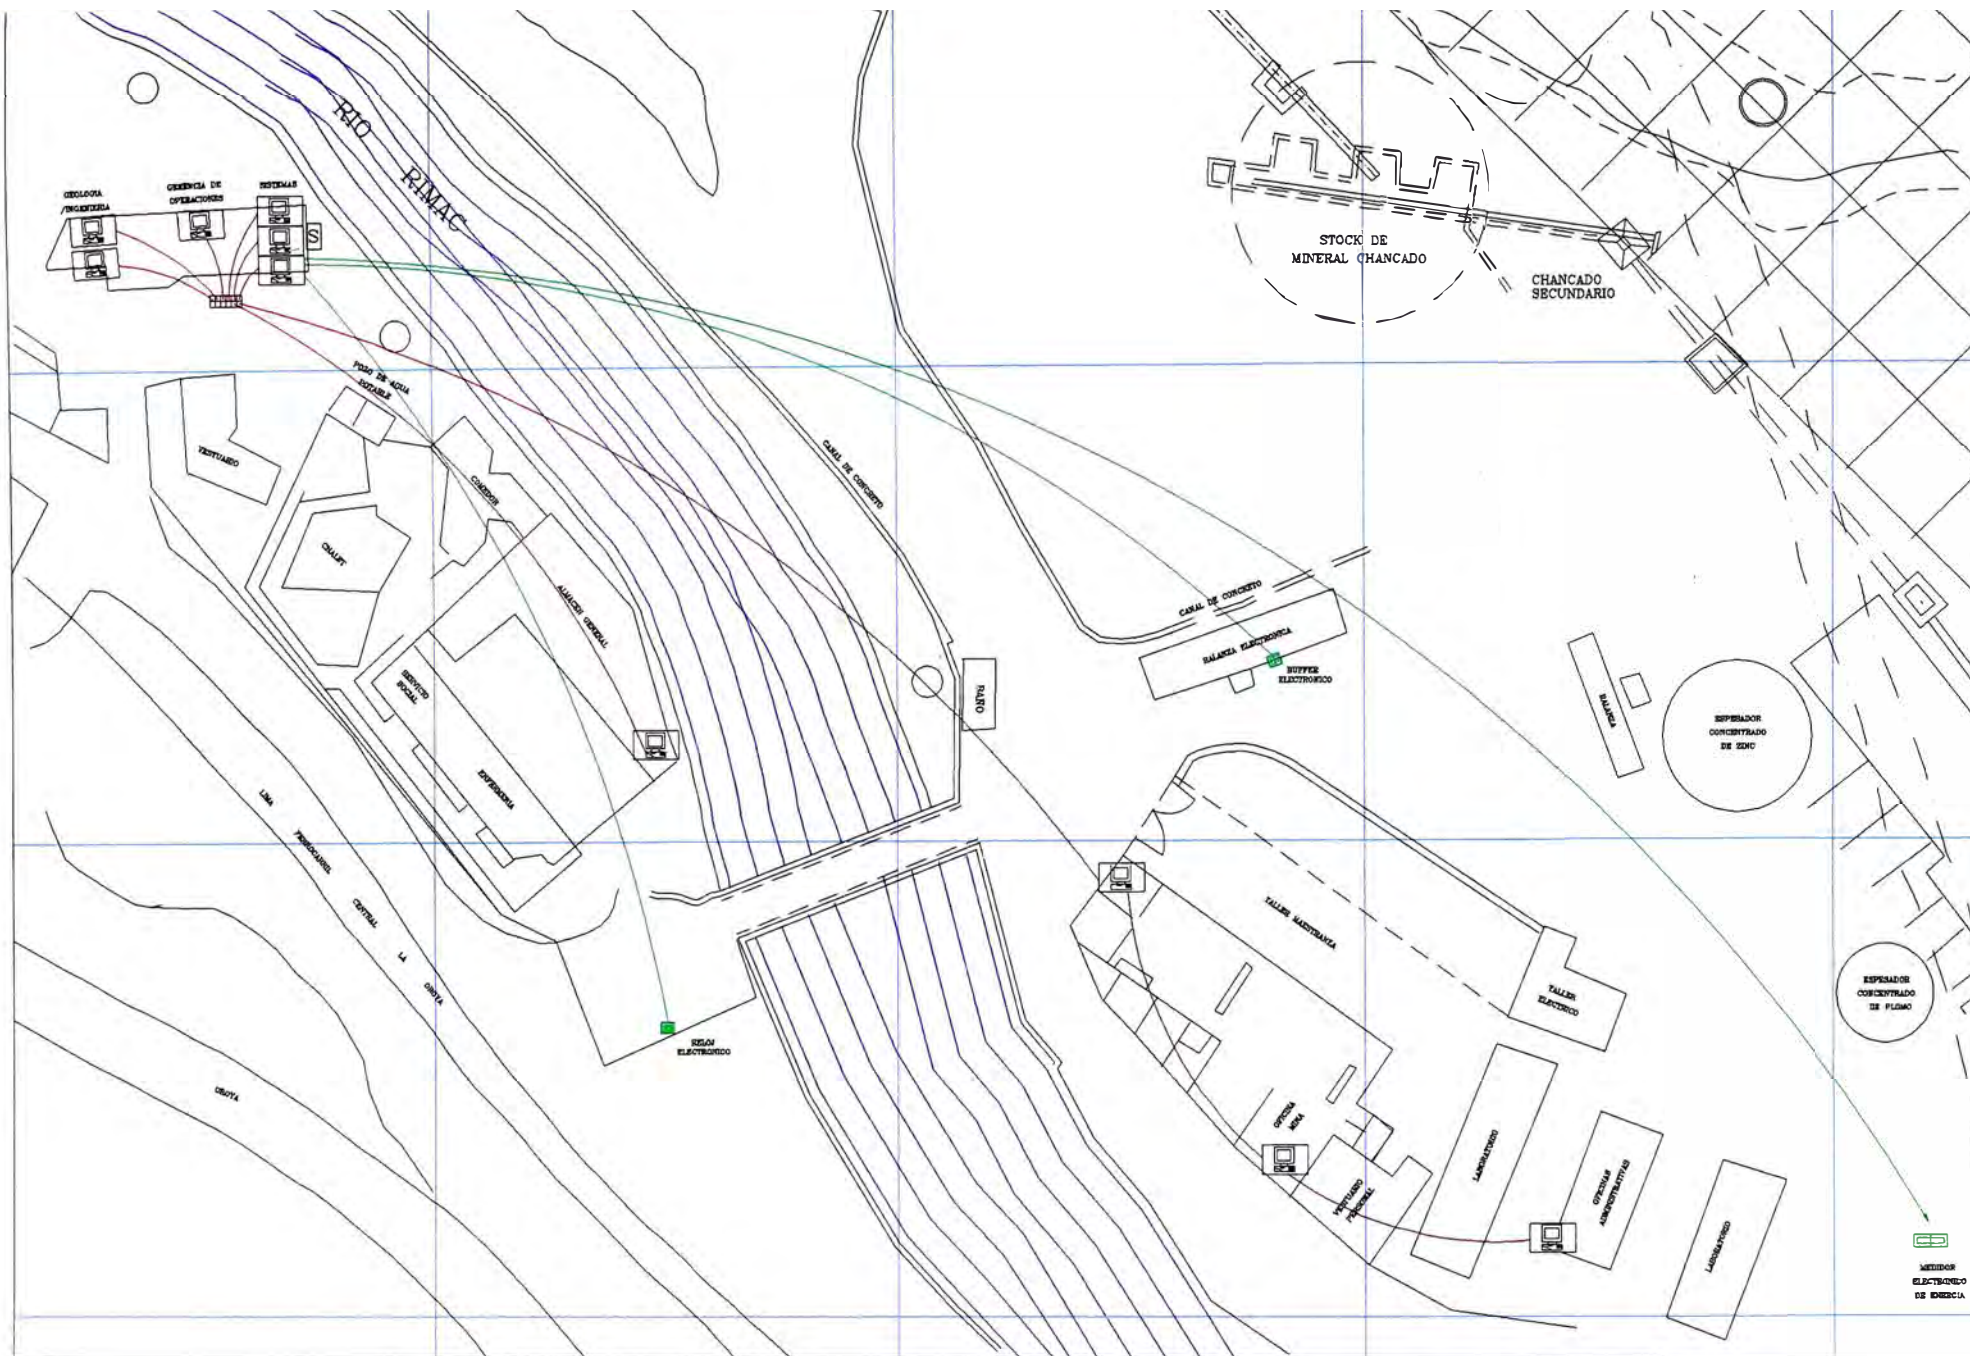 RIO
RIMAC
GEOLOGIA
/INGENIERIA
GERENCIA DE
OPERACIONES
SISTEMAS
S
STOCK DE
MINERAL CHANCADO
CHANCADO
SECUNDARIO
POZO DE AGUA
POTABLE
VESTUARIO
COMEDOR
CHALET
ALMACEN GENERAL
SERVICIO
SOCIAL
ENFERMERIA
CANAL DE CONCRETO
CANAL DE CONCRETO
BALANZA ELECTRONICA
BUFFER
ELECTRONICO
BAÑO
BALANZA
ESPESADOR
CONCENTRADO
DE ZINC
LIMA
FERROCARRIL
CENTRAL
LA
OROYA
OROYA
RELOJ
ELECTRONICO
TALLER MAESTRANZA
TALLER
ELECTRICO
ESPESADOR
CONCENTRADO
DE PLOMO
OFICINA
MINA
VESTUARIO
PERSONAL
LABORATORIO
OFICINAS
ADMINISTRATIVAS
LABORATORIO
MEDIDOR
ELECTRONICO
DE ENERGIA